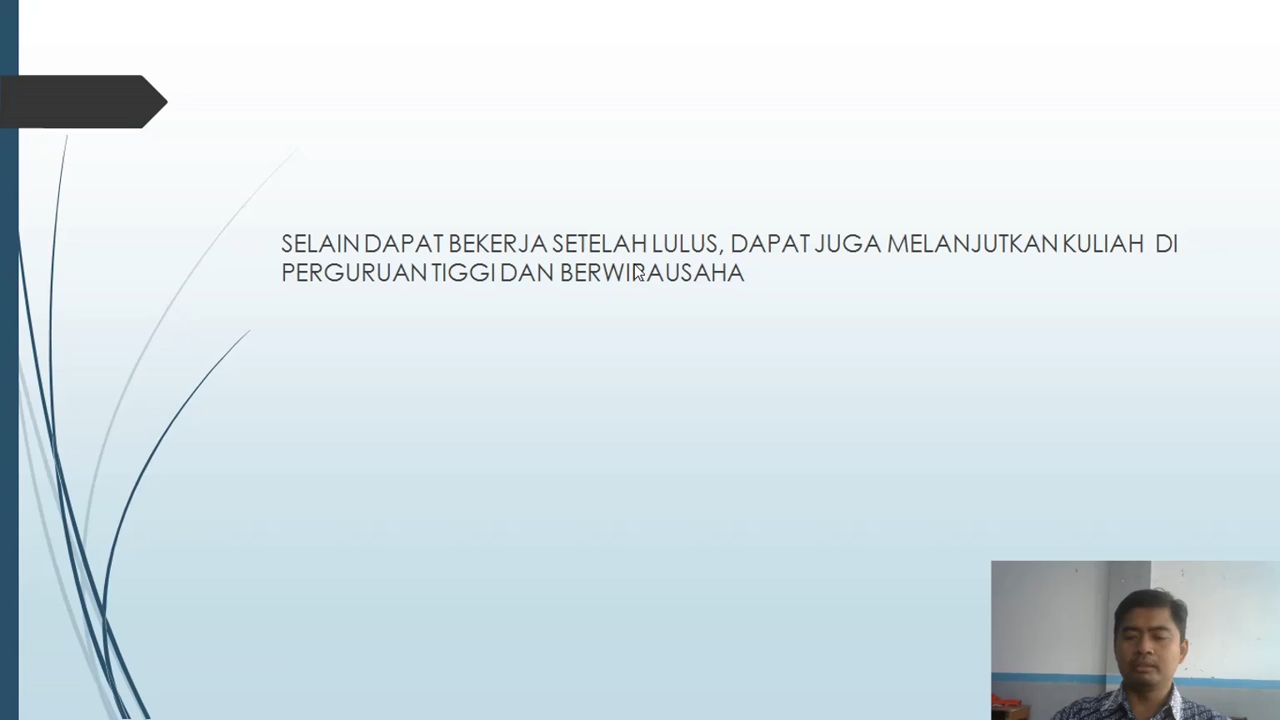 SELAIN DAPAT BEKERJA SETELAH LULUS, DAPAT JUGA MELANJUTKAN KULIAH DI
PERGURUAN TIGGI DAN BERWIRAUSAHA